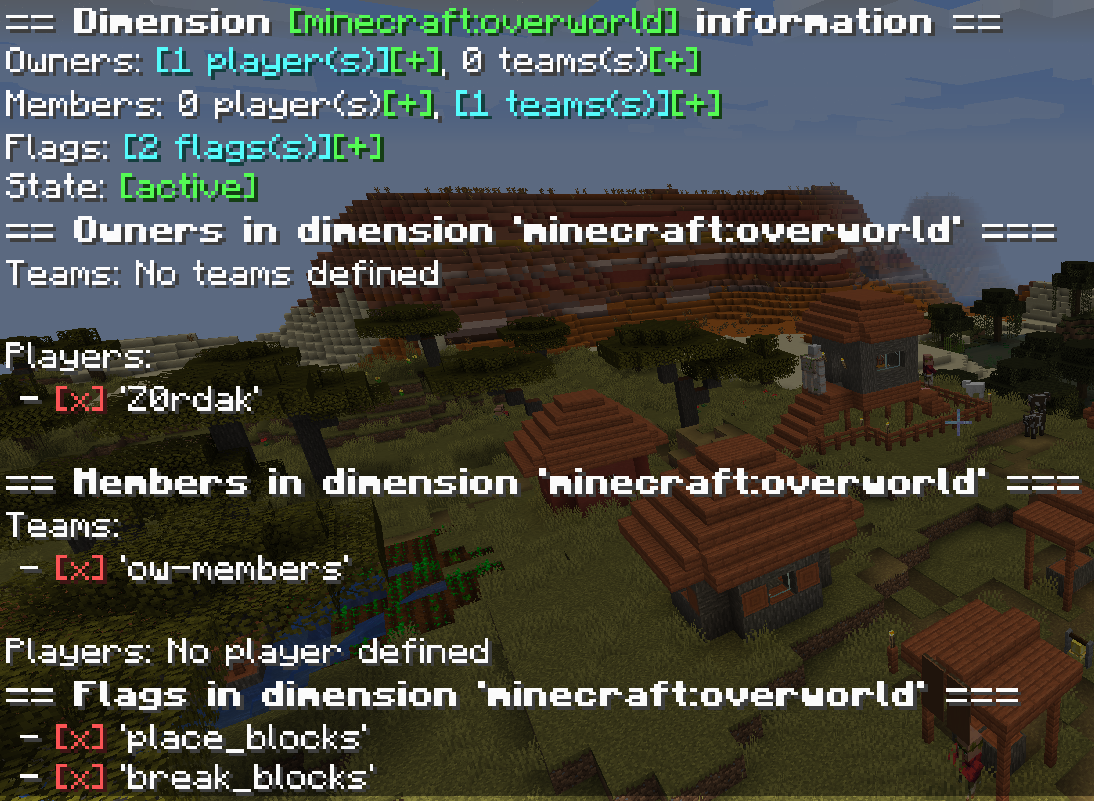 == Dimension [minecraft:overworld] information ==
Owners: [1 player(s)][+], 0 teams(s)[+]
Members: 0 player(s)[+], [1 teams(s)][+]
Flags: [2 flags(s)][+]
State: [active]
== Owners in dimension 'minecraft:overworld' ===
Teams: No teams defined
Players:
- [x] 'Z0rdak'
== Members in dimension 'minecraft:overworld' ===
Teams:
- [x] 'ow-members'
Players: No player defined
== Flags in dimension 'minecraft:overworld' ===
- [x] 'place_blocks'
- [x] 'break_blocks'